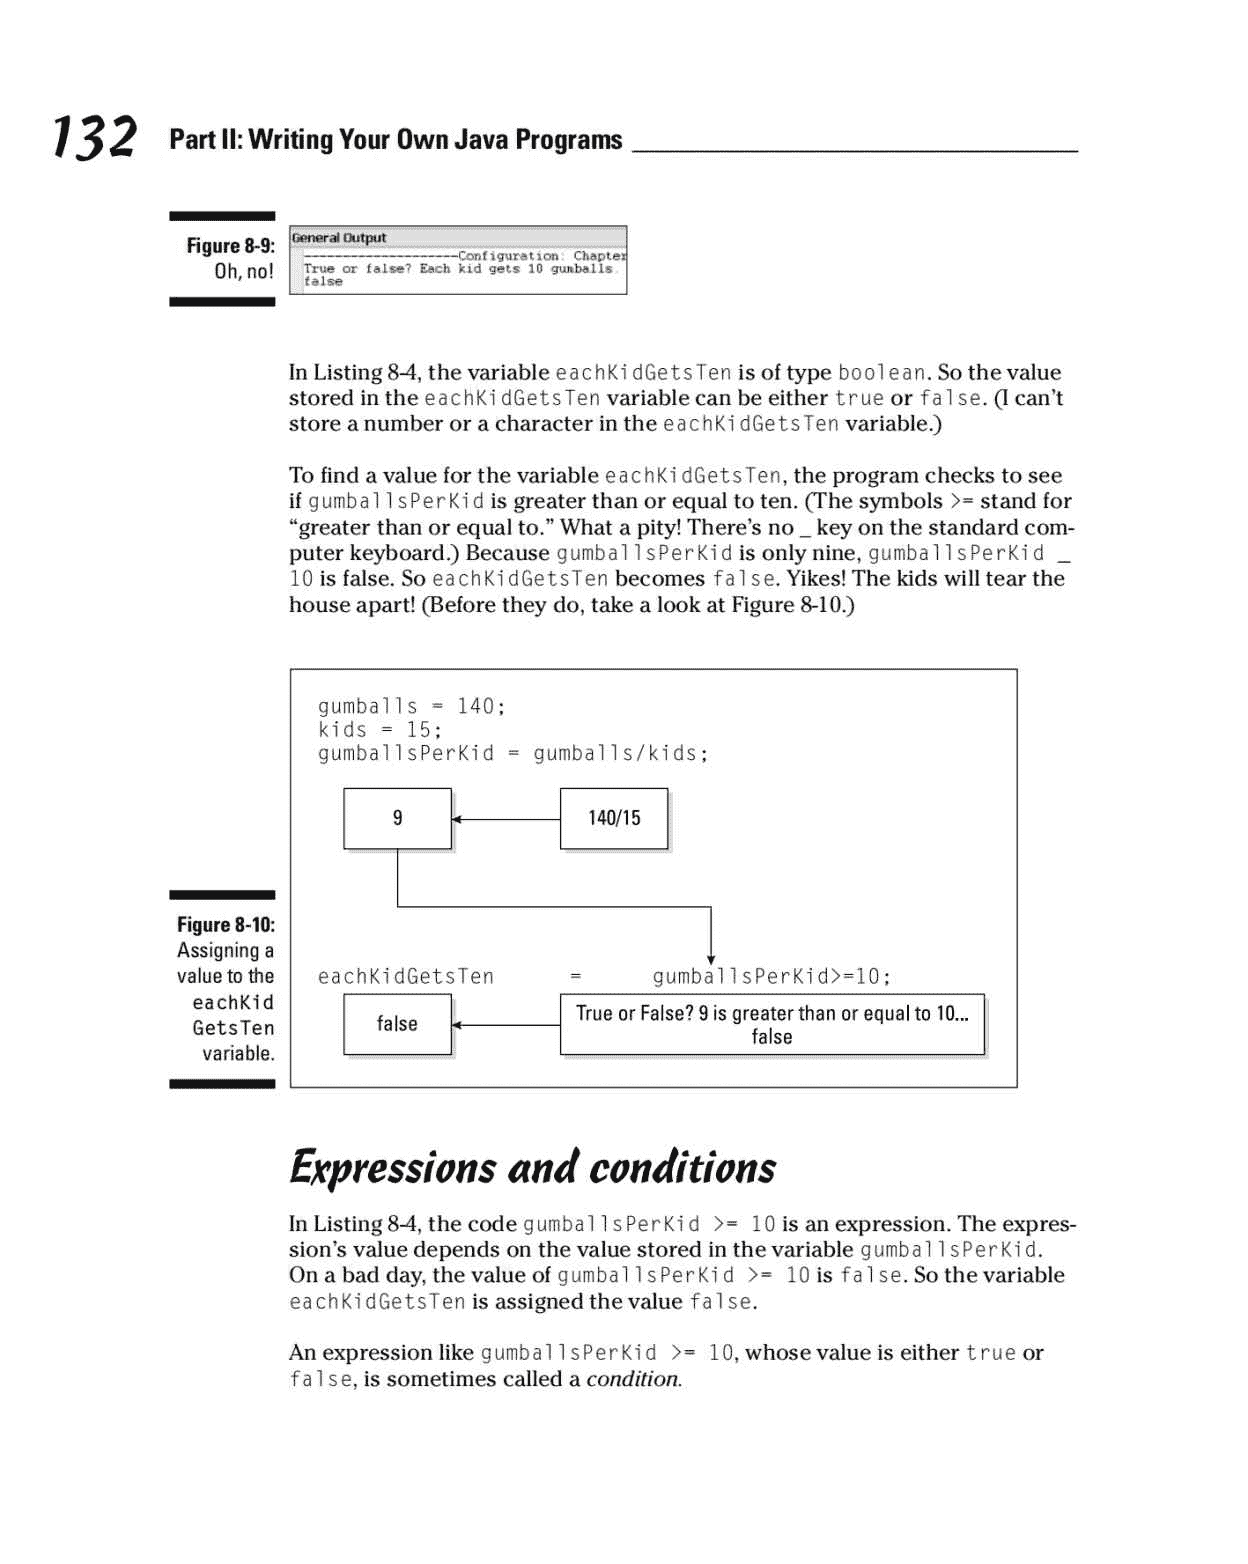 132 Part II: Writing Your Own Java Programs
Figure 8-9:
Oh, no!
General Output
--------------------Configuration: Chapter
True or false? Each kid gets 10 gumballs.
false
In Listing 8-4, the variable eachKidGetsTen is of type boolean. So the value
stored in the eachKidGetsTen variable can be either true or false. (I can't
store a number or a character in the eachKidGetsTen variable.)
To find a value for the variable eachKidGetsTen, the program checks to see
if gumballsPerKid is greater than or equal to ten. (The symbols >= stand for
“greater than or equal to.” What a pity! There's no _ key on the standard com-
puter keyboard.) Because gumballsPerKid is only nine, gumballsPerKid _
10 is false. So eachKidGetsTen becomes false. Yikes! The kids will tear the
house apart! (Before they do, take a look at Figure 8-10.)
gumballs = 140;
kids = 15;
gumballsPerKid = gumballs/kids;
9
140/15
eachKidGetsTen = gumballsPerKid>=10;
false
True or False? 9 is greater than or equal to 10...
false
Figure 8-10:
Assigning a
value to the
eachKid
GetsTen
variable.
Expressions and conditions
In Listing 8-4, the code gumballsPerKid >= 10 is an expression. The expres-
sion's value depends on the value stored in the variable gumballsPerKid.
On a bad day, the value of gumballsPerKid >= 10 is false. So the variable
eachKidGetsTen is assigned the value false.
An expression like gumballsPerKid >= 10, whose value is either true or
false, is sometimes called a condition.